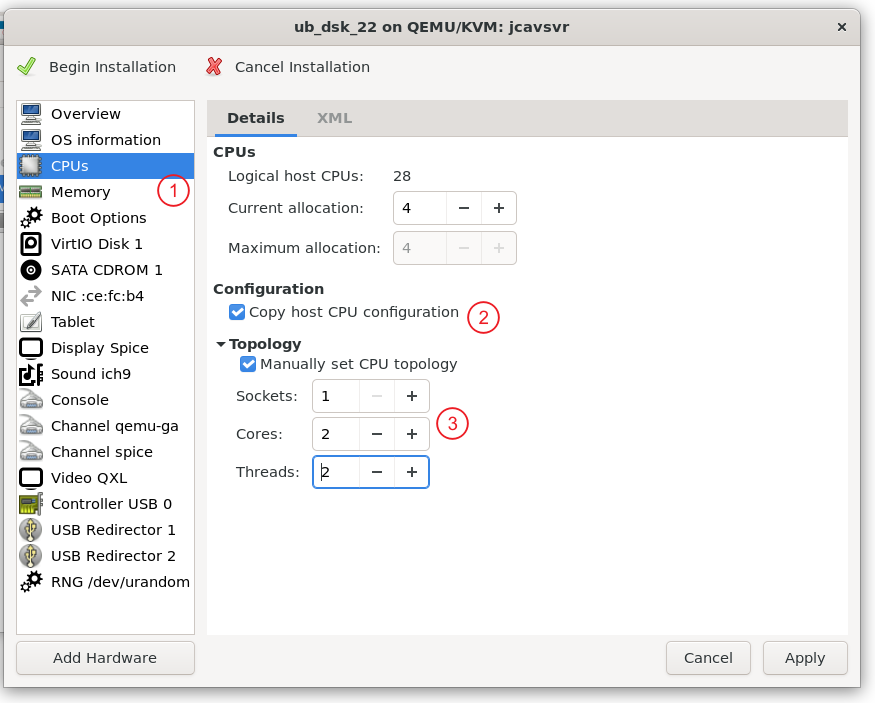 ub_dsk_22 on QEMU/KVM: jcavsvr
×
Begin Installation
Cancel Installation
Overview
OS information
CPUs
Memory
Boot Options
VirtIO Disk 1
SATA CDROM 1
NIC :ce:fc:b4
Tablet
Display Spice
Sound ich9
Console
Channel qemu-ga
Channel spice
Video QXL
Controller USB 0
USB Redirector 1
USB Redirector 2
RNG /dev/urandom
1
Add Hardware
Details XML
CPUs
Logical host CPUs: 28
Current allocation: 4 − +
Maximum allocation: 4 − +
Configuration
Copy host CPU configuration
2
Topology
Manually set CPU topology
Sockets: 1 − +
Cores: 2 − +
3
Threads: 2 − +
Cancel
Apply